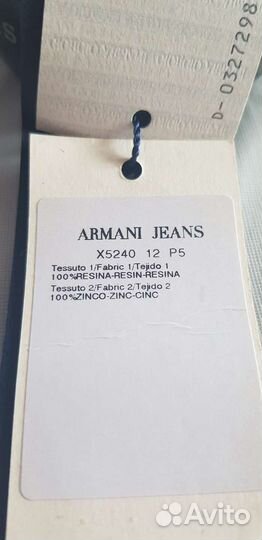 D-0327298
ARMANI JEANS
X5240 12 P5
Tessuto 1/Fabric 1/Tejido 1
100%RESINA-RESIN-RESINA
Tessuto 2/Fabric 2/Tejido 2
100%ZINCO-ZINC-CINC
Avito